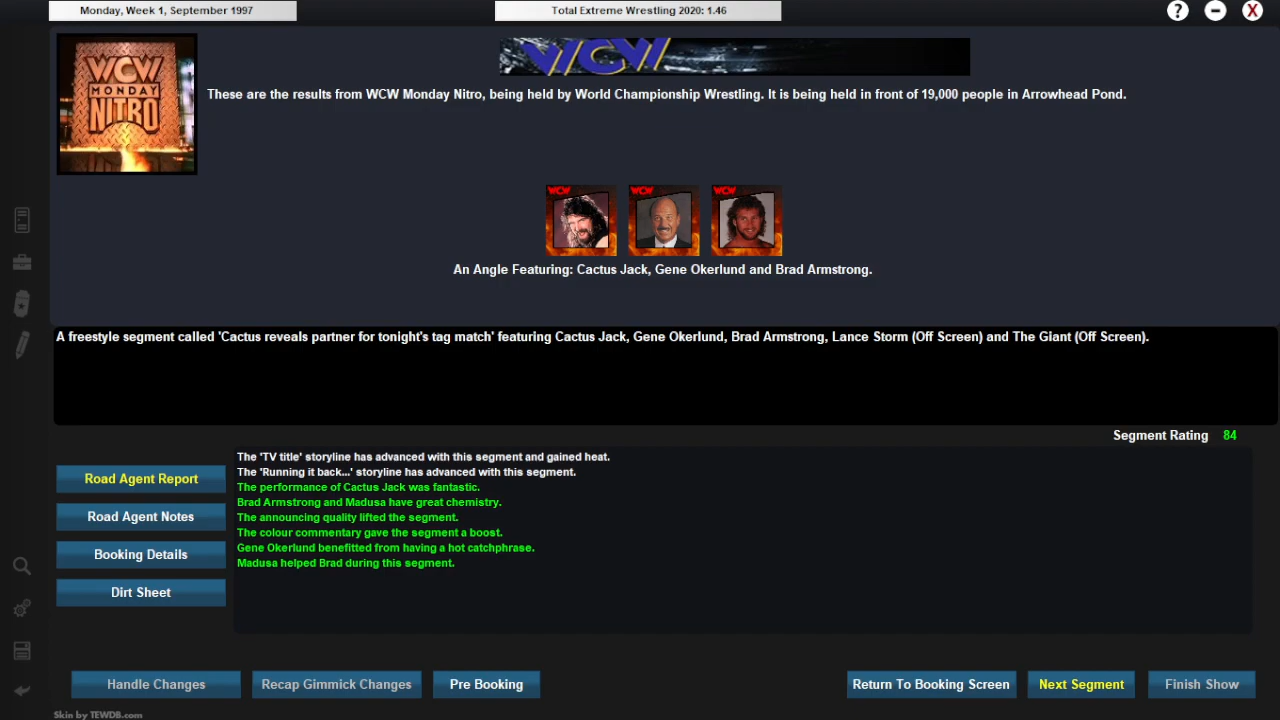 Monday, Week 1, September 1997
Total Extreme Wrestling 2020: 1.46
?
X
WCW
MONDAY
NITRO
WCW
These are the results from WCW Monday Nitro, being held by World Championship Wrestling. It is being held in front of 19,000 people in Arrowhead Pond.
WCW WCW WCW
An Angle Featuring: Cactus Jack, Gene Okerlund and Brad Armstrong.
A freestyle segment called 'Cactus reveals partner for tonight's tag match' featuring Cactus Jack, Gene Okerlund, Brad Armstrong, Lance Storm (Off Screen) and The Giant (Off Screen).
Segment Rating 84
Road Agent Report
Road Agent Notes
Booking Details
Dirt Sheet
The 'TV title' storyline has advanced with this segment and gained heat.
The 'Running it back...' storyline has advanced with this segment.
The performance of Cactus Jack was fantastic.
Brad Armstrong and Madusa have great chemistry.
The announcing quality lifted the segment.
The colour commentary gave the segment a boost.
Gene Okerlund benefitted from having a hot catchphrase.
Madusa helped Brad during this segment.
Handle Changes
Recap Gimmick Changes
Pre Booking
Return To Booking Screen
Next Segment
Finish Show
Skin by TEWDB.com